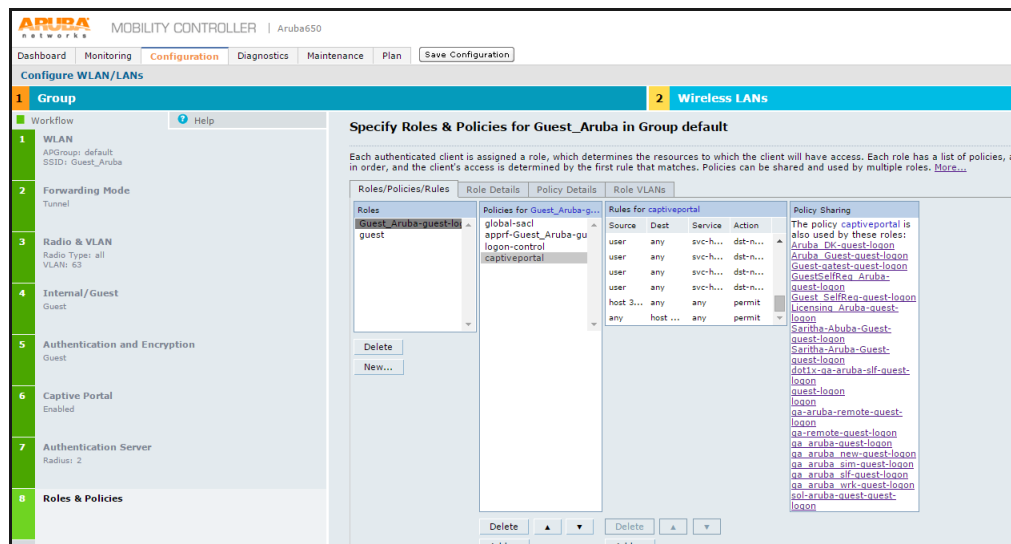 ARUBA
networks
MOBILITY CONTROLLER | Aruba650
Dashboard Monitoring Configuration Diagnostics Maintenance Plan Save Configuration
Configure WLAN/LANs
1 Group
2 Wireless LANs
Workflow
? Help
1 WLAN
APGroup: default
SSID: Guest_Aruba
2 Forwarding Mode
Tunnel
3 Radio & VLAN
Radio Type: all
VLAN: 63
4 Internal/Guest
Guest
5 Authentication and Encryption
Guest
6 Captive Portal
Enabled
7 Authentication Server
Radius: 2
8 Roles & Policies
Specify Roles & Policies for Guest_Aruba in Group default
Each authenticated client is assigned a role, which determines the resources to which the client will have access. Each role has a list of policies,
in order, and the client's access is determined by the first rule that matches. Policies can be shared and used by multiple roles. More...
Roles/Policies/Rules Role Details Policy Details Role VLANs
Roles
Guest_Aruba-guest-lo
guest
Delete
New...
Policies for Guest_Aruba-g...
global-sacl
apprf-Guest_Aruba-gu
logon-control
captiveportal
Delete
Rules for captiveportal
Source Dest Service Action
user any svc-h... dst-n...
user any svc-h... dst-n...
user any svc-h... dst-n...
user any svc-h... dst-n...
host 3... any any permit
any host ... any permit
Delete
Policy Sharing
The policy captiveportal is
also used by these roles:
Aruba_DK-guest-logon
Aruba_Guest-guest-logon
Guest-qatest-guest-logon
GuestSelfReg_Aruba-
guest-logon
Guest_SelfReg-guest-logon
Licensing_Aruba-guest-
logon
Saritha-Abuba-Guest-
guest-logon
Saritha-Aruba-Guest-
guest-logon
dot1x-qa-aruba-slf-guest-
logon
guest-logon
logon
qa-aruba-remote-guest-
logon
qa-remote-guest-logon
qa_aruba-guest-logon
qa_aruba_new-guest-logon
qa_aruba_sim-guest-logon
qa_aruba_slf-guest-logon
qa_aruba_wrk-guest-logon
sol-aruba-guest-guest-
logon